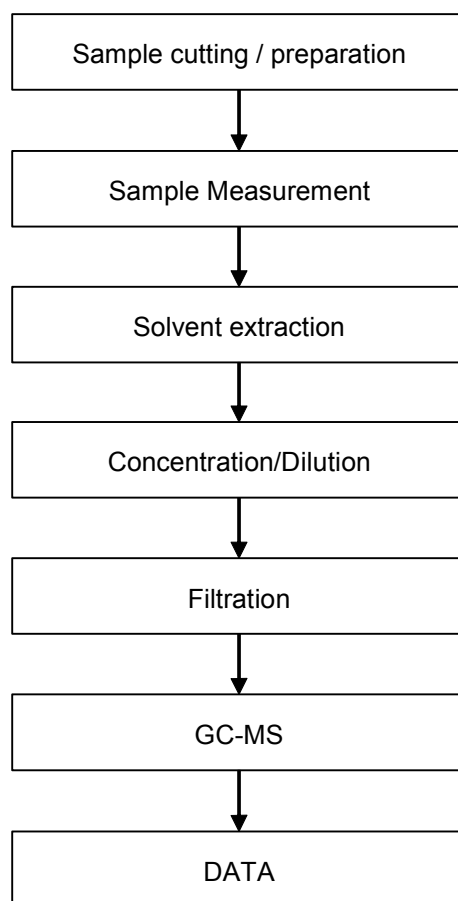 Sample cutting / preparation
Sample Measurement
Solvent extraction
Concentration/Dilution
Filtration
GC-MS
DATA